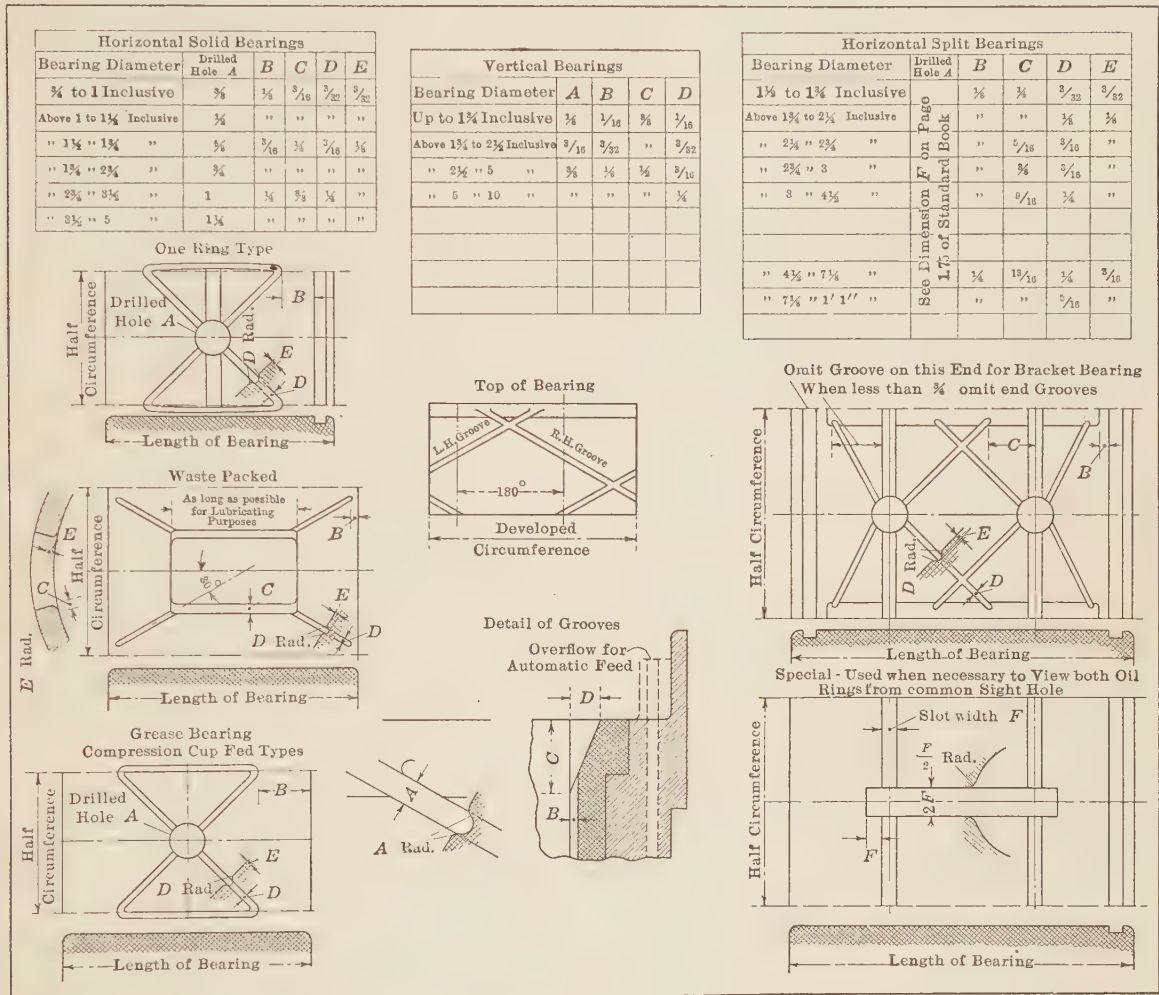 Horizontal Solid Bearings
Bearing Diameter Drilled Hole A B C D E
¾ to 1 Inclusive ⅜ ⅛ 3/16 3/32 3/32
Above 1 to 1¼ Inclusive ½ " " " "
" 1¼ " 1¾ " ⅝ 3/16 ¼ 3/16 ⅛
" 1¾ " 2¾ " ¾ " " " "
" 2¾ " 3½ " 1 ¼ ⅜ ¼ "
" 3½ " 5 " 1¼ " " " "
Vertical Bearings
Bearing Diameter A B C D
Up to 1¾ Inclusive ⅛ 1/16 ⅜ 1/16
Above 1¾ to 2½ Inclusive 3/16 3/32 " 3/32
" 2½ " 5 " ⅜ ⅛ ½ 3/16
" 5 " 10 " " " " ¼
Horizontal Split Bearings
Bearing Diameter Drilled Hole A B C D E
1½ to 1¾ Inclusive ⅛ ⅛ 3/32 3/32
Above 1¾ to 2¼ Inclusive " " ⅛ ⅛
" 2¼ " 2¾ " " 5/16 3/16 "
" 2¾ " 3 " " ⅜ 3/16 "
" 3 " 4½ " " 9/16 ¼ "
" 4½ " 7⅛ " ¼ 13/16 ¼ 3/16
" 7⅛ " 1' 1" " " " 5/16 "
See Dimension F on Page
1.75 of Standard Book
One Ring Type
Half
Circumference
Drilled
Hole A
B
D Rad.
E
D
Length of Bearing
Waste Packed
As long as possible
for Lubricating
Purposes
E
C
E Rad.
Half
Circumference
B
C
E
D Rad.
D
Length of Bearing
Grease Bearing
Compression Cup Fed Types
Half
Circumference
Drilled
Hole A
B
E
D Rad.
D
Length of Bearing
Top of Bearing
L.H. Groove
R.H. Groove
180°
Developed
Circumference
Detail of Grooves
Overflow for
Automatic Feed
D
C
B
A
A Rad.
Omit Groove on this End for Bracket Bearing
When less than ¾ omit end Grooves
Half Circumference
C
B
D Rad.
E
D
Length of Bearing
Special - Used when necessary to View both Oil
Rings from common Sight Hole
Half Circumference
Slot width F
F/2 Rad.
2F
F
Length of Bearing